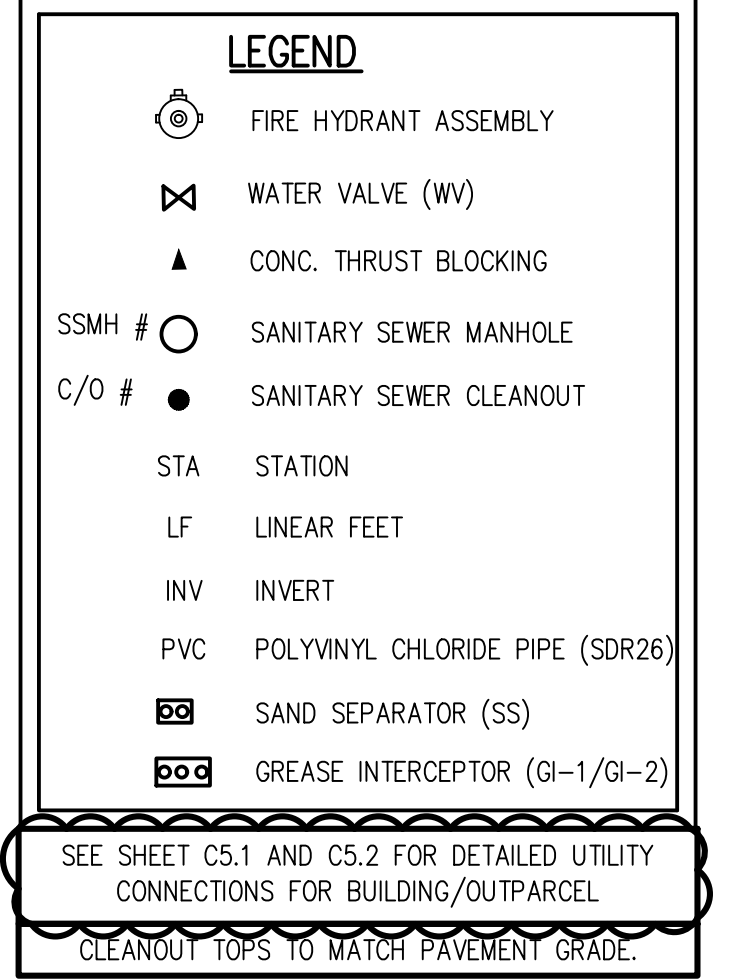 LEGEND
FIRE HYDRANT ASSEMBLY
WATER VALVE (WV)
CONC. THRUST BLOCKING
SSMH # SANITARY SEWER MANHOLE
C/O # SANITARY SEWER CLEANOUT
STA STATION
LF LINEAR FEET
INV INVERT
PVC POLYVINYL CHLORIDE PIPE (SDR26)
SAND SEPARATOR (SS)
GREASE INTERCEPTOR (GI-1/GI-2)
SEE SHEET C5.1 AND C5.2 FOR DETAILED UTILITY
CONNECTIONS FOR BUILDING/OUTPARCEL
CLEANOUT TOPS TO MATCH PAVEMENT GRADE.